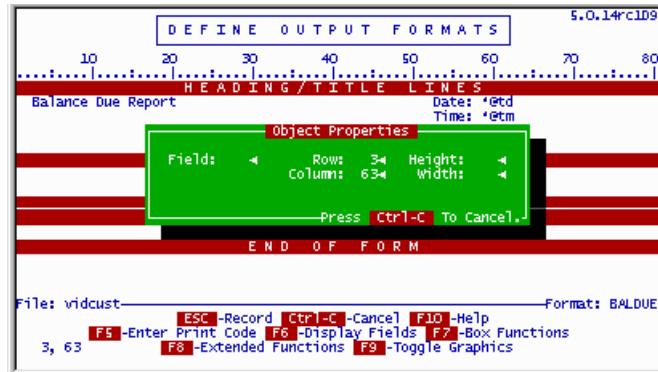 5.0.14rc1D9
DEFINE OUTPUT FORMATS
10 20 30 40 50 60 70 80
HEADING/TITLE LINES
Balance Due Report Date: '@td
Time: '@tm
Object Properties
Field: Row: 3 Height:
Column: 63 Width:
Press Ctrl-C To Cancel.
END OF FORM
File: vidcust Format: BALDUE
ESC -Record Ctrl-C -Cancel F10 -Help
F5 -Enter Print Code F6 -Display Fields F7 -Box Functions
3, 63 F8 -Extended Functions F9 -Toggle Graphics